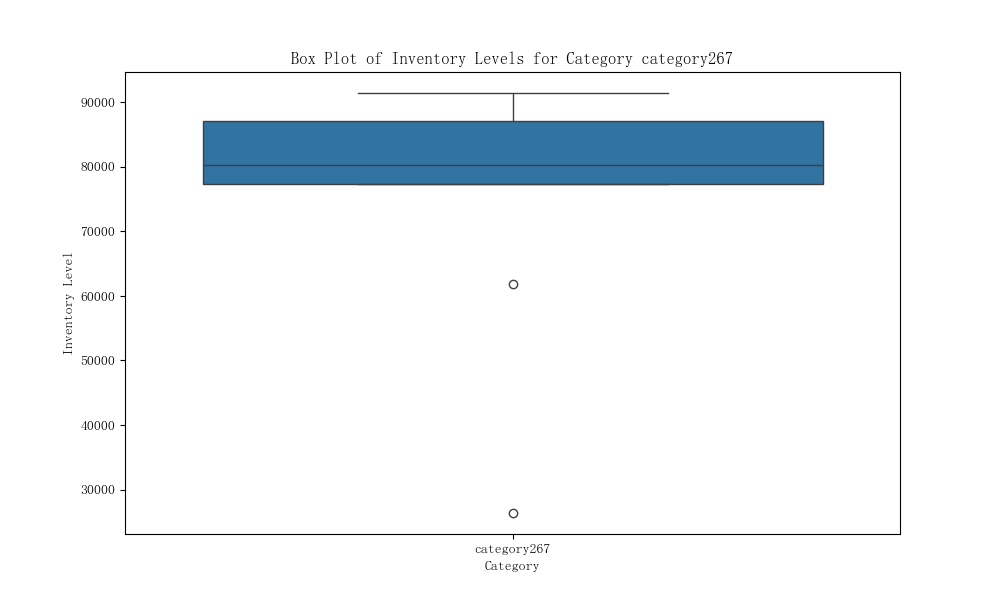 Box Plot of Inventory Levels for Category category267
Inventory Level
90000
80000
70000
60000
50000
40000
30000
category267
Category